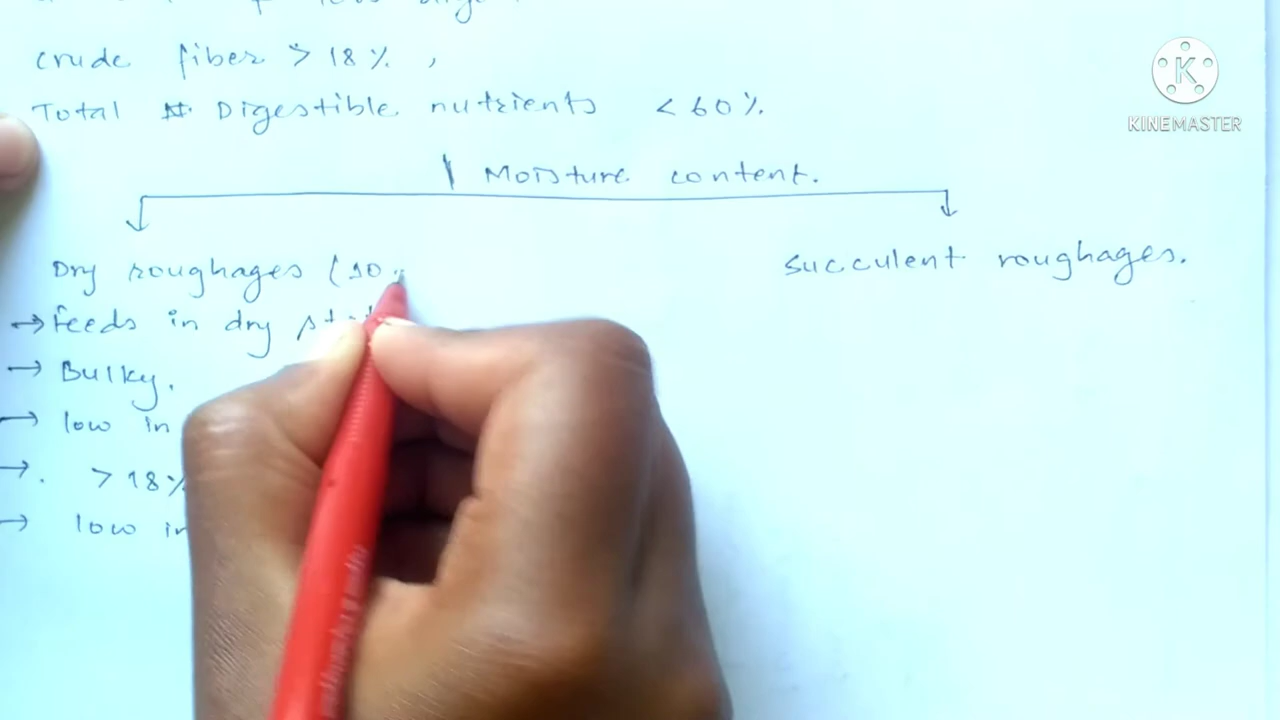 crude fiber > 18%,
Total Digestible nutrients < 60%.
Moisture content.
Dry roughages (10
succulent roughages.
→ feeds in dry
→ Bulky.
→ low in
→. > 18%
→ low in
K
KINEMASTER